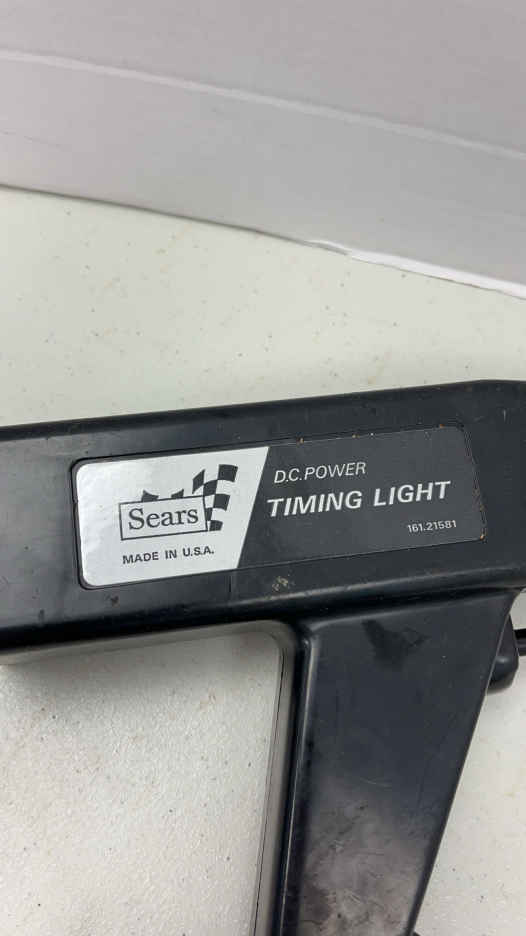 Sears
MADE IN U.S.A.
D.C. POWER
TIMING LIGHT
161.21581